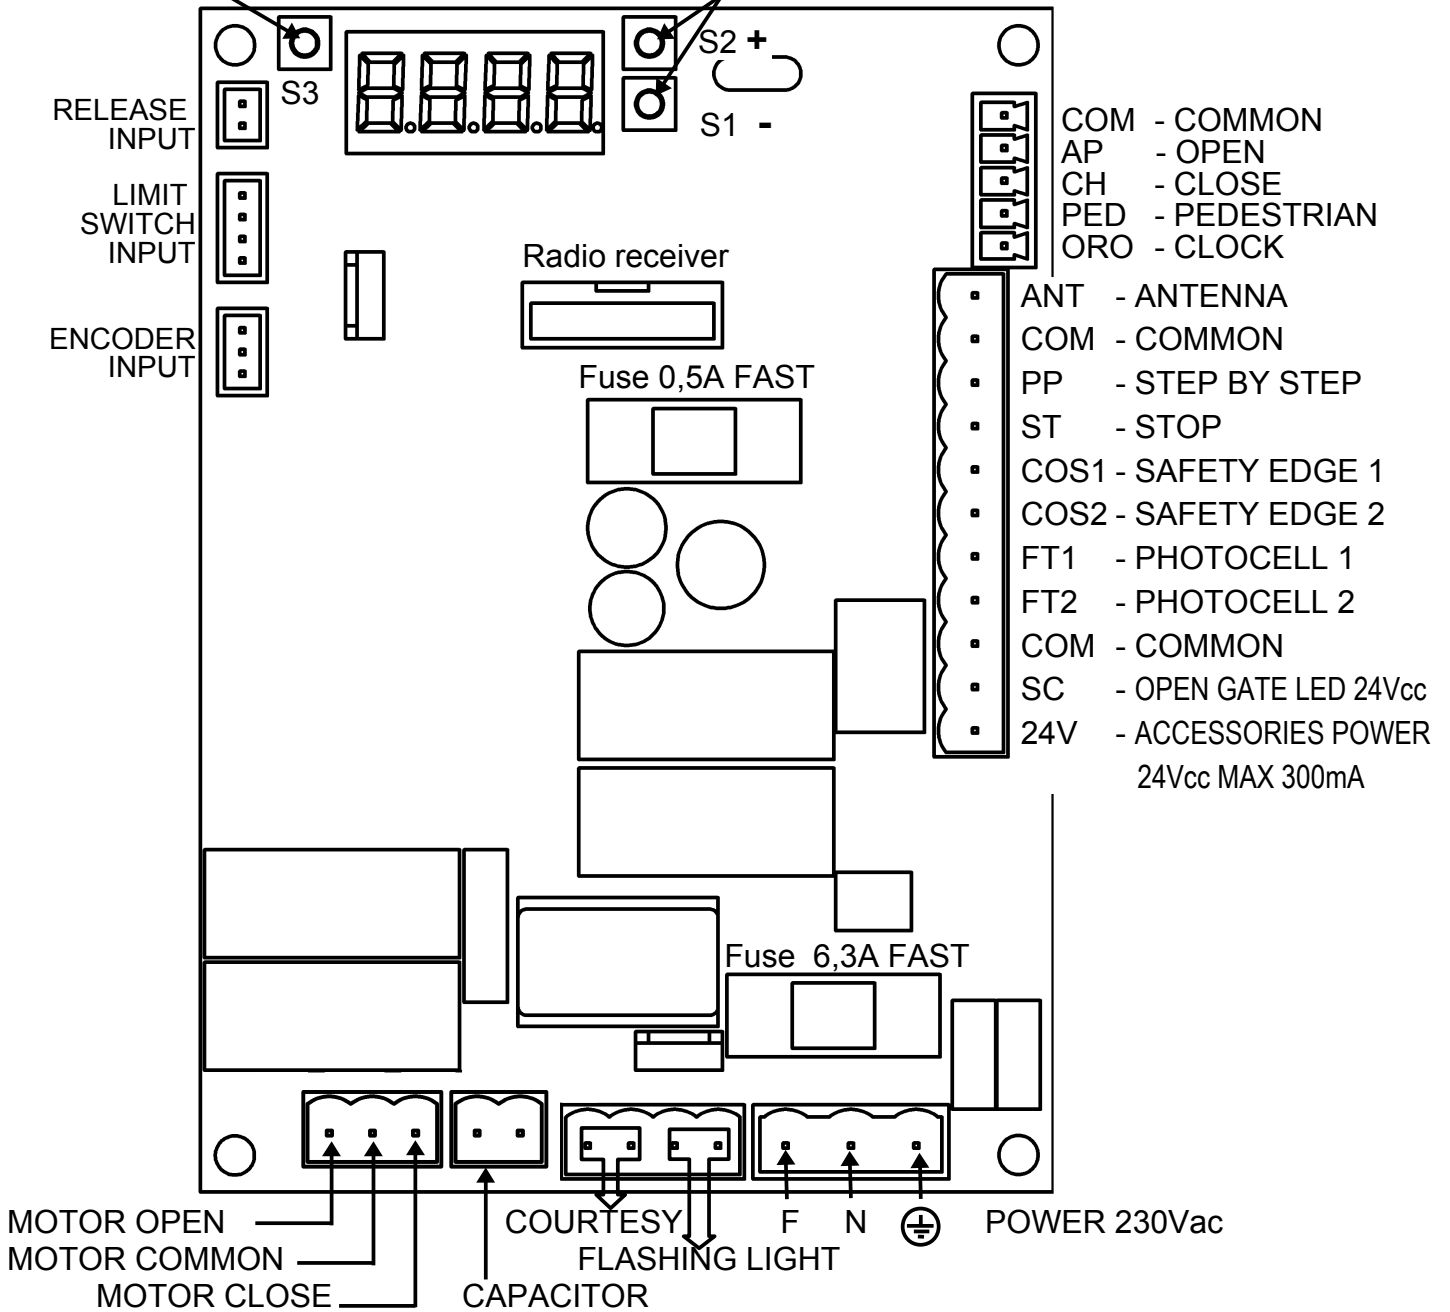 S3
S2 +
S1 -
RELEASE
INPUT
LIMIT
SWITCH
INPUT
ENCODER
INPUT
Radio receiver
Fuse 0,5A FAST
COM - COMMON
AP - OPEN
CH - CLOSE
PED - PEDESTRIAN
ORO - CLOCK
ANT - ANTENNA
COM - COMMON
PP - STEP BY STEP
ST - STOP
COS1 - SAFETY EDGE 1
COS2 - SAFETY EDGE 2
FT1 - PHOTOCELL 1
FT2 - PHOTOCELL 2
COM - COMMON
SC - OPEN GATE LED 24Vcc
24V - ACCESSORIES POWER
24Vcc MAX 300mA
Fuse 6,3A FAST
MOTOR OPEN
MOTOR COMMON
MOTOR CLOSE
CAPACITOR
COURTESY
FLASHING LIGHT
F N POWER 230Vac